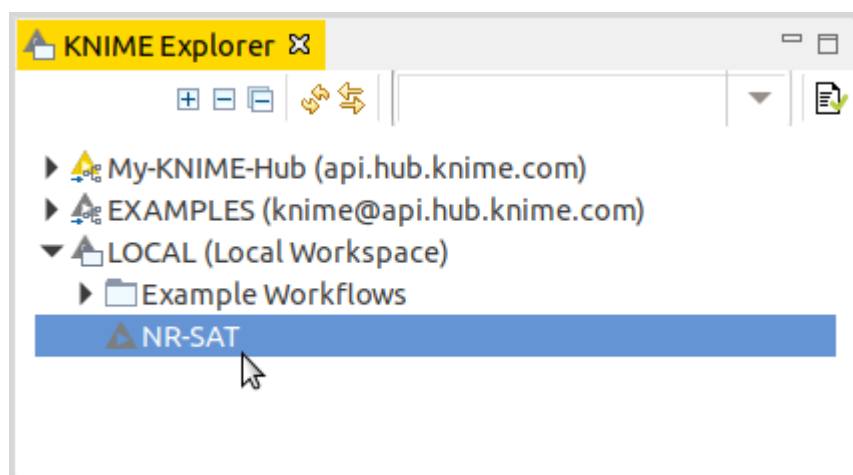 KNIME Explorer
My-KNIME-Hub (api.hub.knime.com)
EXAMPLES (knime@api.hub.knime.com)
LOCAL (Local Workspace)
Example Workflows
NR-SAT